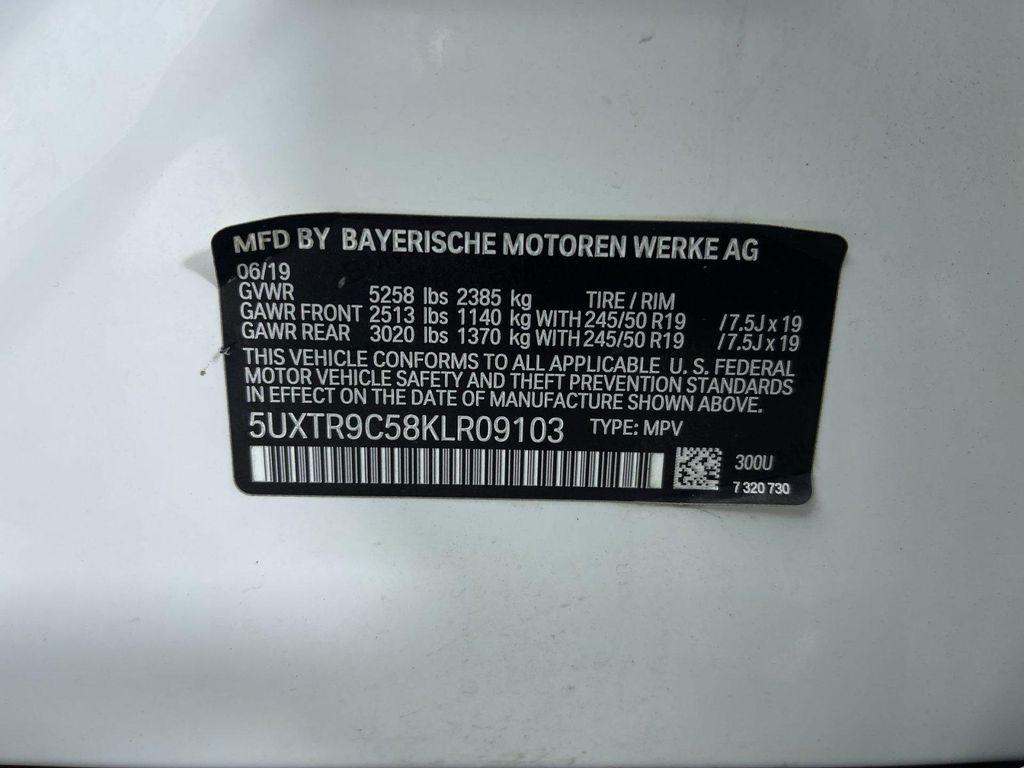 MFD BY BAYERISCHE MOTOREN WERKE AG
06/19
GVWR 5258 lbs 2385 kg TIRE / RIM
GAWR FRONT 2513 lbs 1140 kg WITH 245/50 R19 /7.5J x 19
GAWR REAR 3020 lbs 1370 kg WITH 245/50 R19 /7.5J x 19
THIS VEHICLE CONFORMS TO ALL APPLICABLE U. S. FEDERAL
MOTOR VEHICLE SAFETY AND THEFT PREVENTION STANDARDS
IN EFFECT ON THE DATE OF MANUFACTURE SHOWN ABOVE.
5UXTR9C58KLR09103 TYPE: MPV
300U
7 320 730